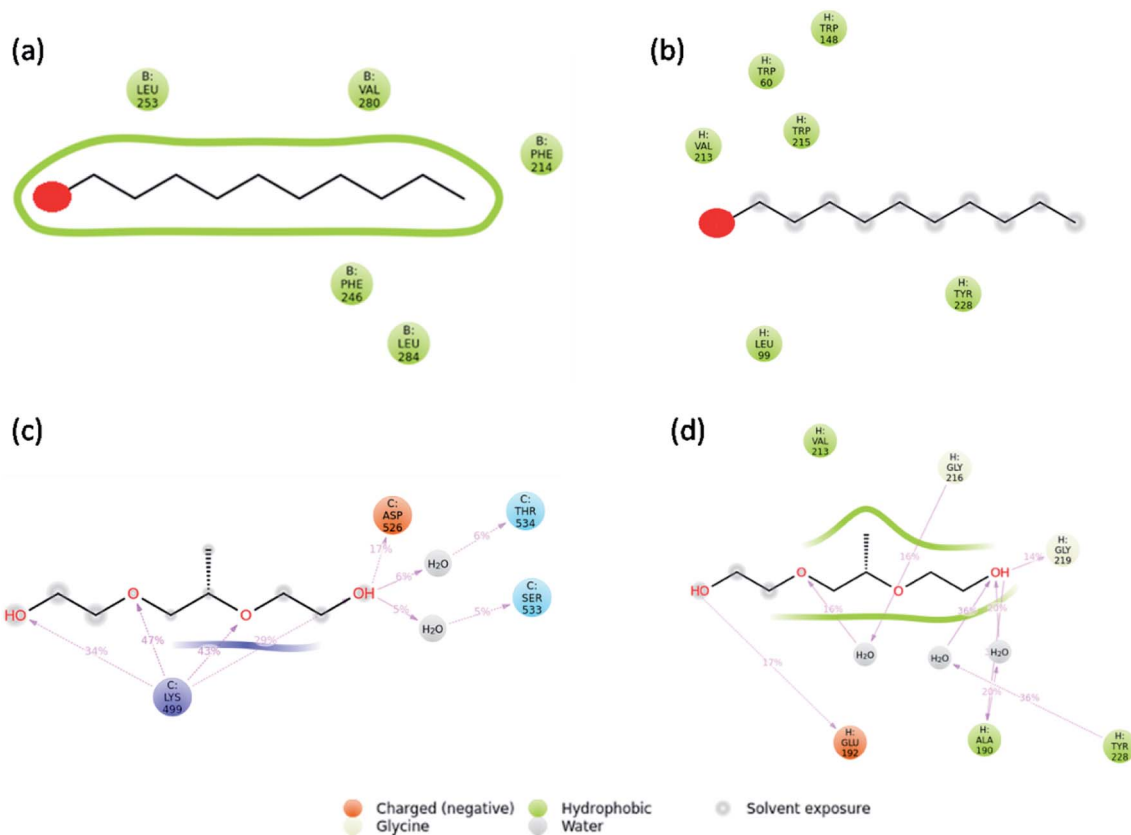 (a)
B:
LEU
253
B:
VAL
280
B:
PHE
214
B:
PHE
246
B:
LEU
284
(b)
H:
TRP
148
H:
TRP
60
H:
TRP
215
H:
VAL
213
H:
TYR
228
H:
LEU
99
(c)
C:
ASP
526
C:
THR
534
17%
6%
H₂O
6%
HO
O
O
OH
5%
H₂O
5%
C:
SER
533
34%
47%
43%
29%
C:
LYS
499
(d)
H:
VAL
213
H:
GLY
216
H:
GLY
219
16%
14%
HO
O
O
OH
16%
36%
20%
H₂O
H₂O
H₂O
17%
20%
36%
H:
GLU
192
H:
ALA
190
H:
TYR
228
Charged (negative) Hydrophobic Solvent exposure
Glycine Water